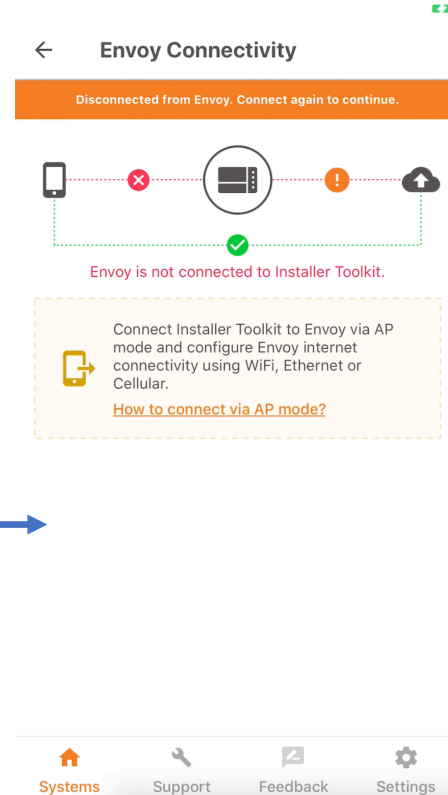 Envoy Connectivity
Disconnected from Envoy. Connect again to continue.
Envoy is not connected to Installer Toolkit.
Connect Installer Toolkit to Envoy via AP
mode and configure Envoy internet
connectivity using WiFi, Ethernet or
Cellular.
How to connect via AP mode?
Systems Support Feedback Settings